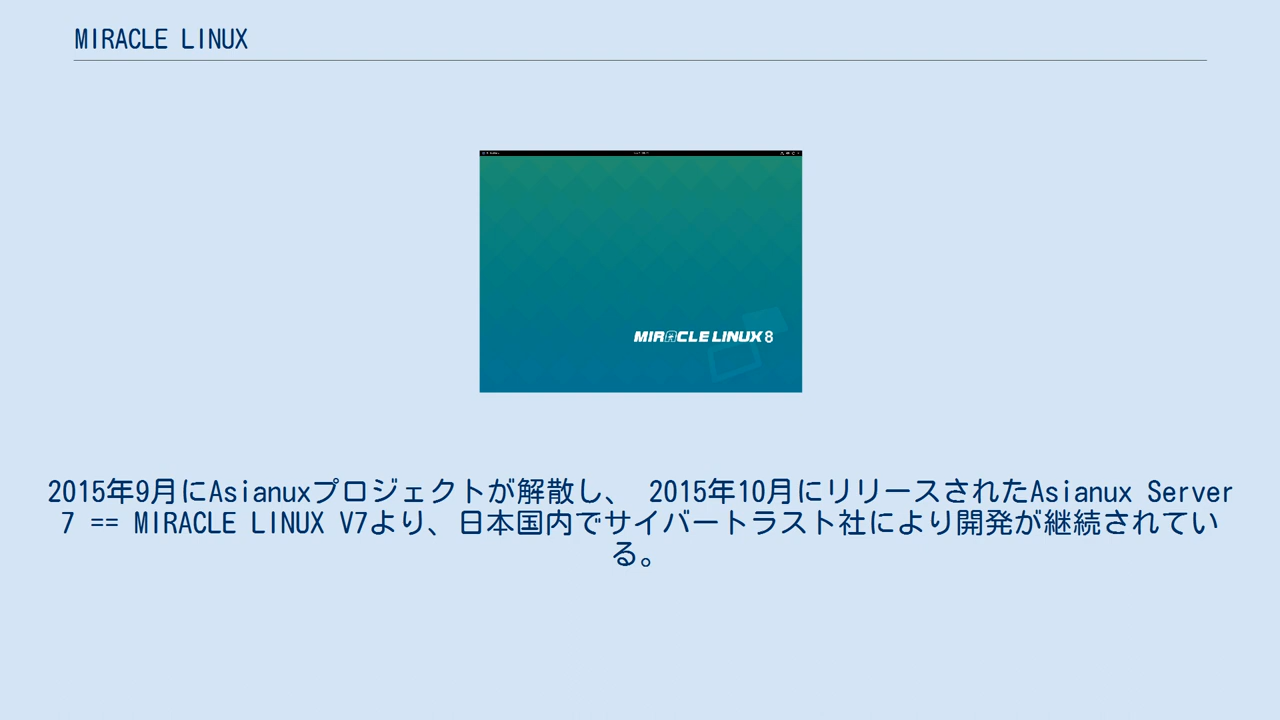 MIRACLE LINUX
MIRACLE LINUX 8
2015年9月にAsianuxプロジェクトが解散し、 2015年10月にリリースされたAsianux Server
7 == MIRACLE LINUX V7より、日本国内でサイバートラスト社により開発が継続されてい
る。